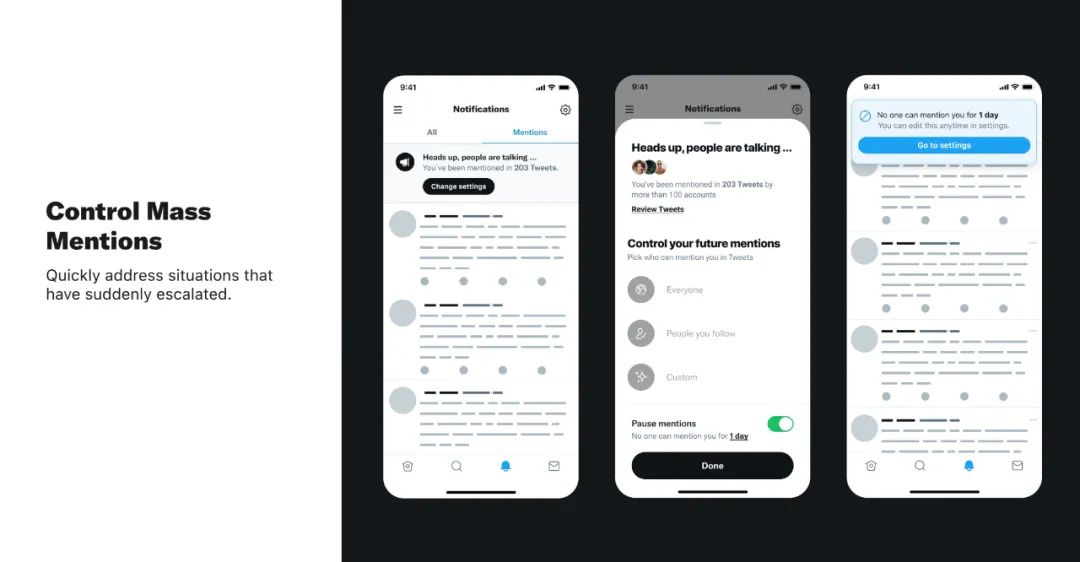 Control Mass
Mentions
Quickly address situations that
have suddenly escalated.
9:41
Notifications
All Mentions
Heads up, people are talking ...
You've been mentioned in 203 Tweets.
Change settings
9:41
Notifications
Heads up, people are talking ...
You've been mentioned in 203 Tweets by
more than 100 accounts.
Review Tweets
Control your future mentions
Pick who can mention you in Tweets
Everyone
People you follow
Custom
Pause mentions
No one can mention you for 1 day
Done
9:41
No one can mention you for 1 day
You can edit this anytime in settings.
Go to settings